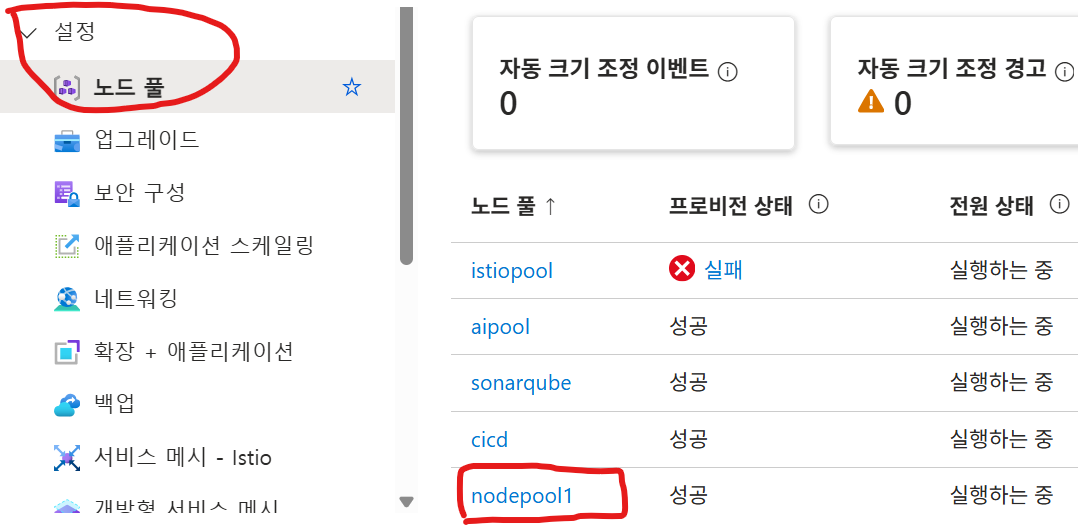 설정
노드 풀
업그레이드
보안 구성
애플리케이션 스케일링
네트워킹
확장 + 애플리케이션
백업
서비스 메시 - Istio
개방형 서비스 메시
자동 크기 조정 이벤트
0
자동 크기 조정 경고
0
노드 풀 ↑ 프로비전 상태 전원 상태
istiopool 실패 실행하는 중
aipool 성공 실행하는 중
sonarqube 성공 실행하는 중
cicd 성공 실행하는 중
nodepool1 성공 실행하는 중